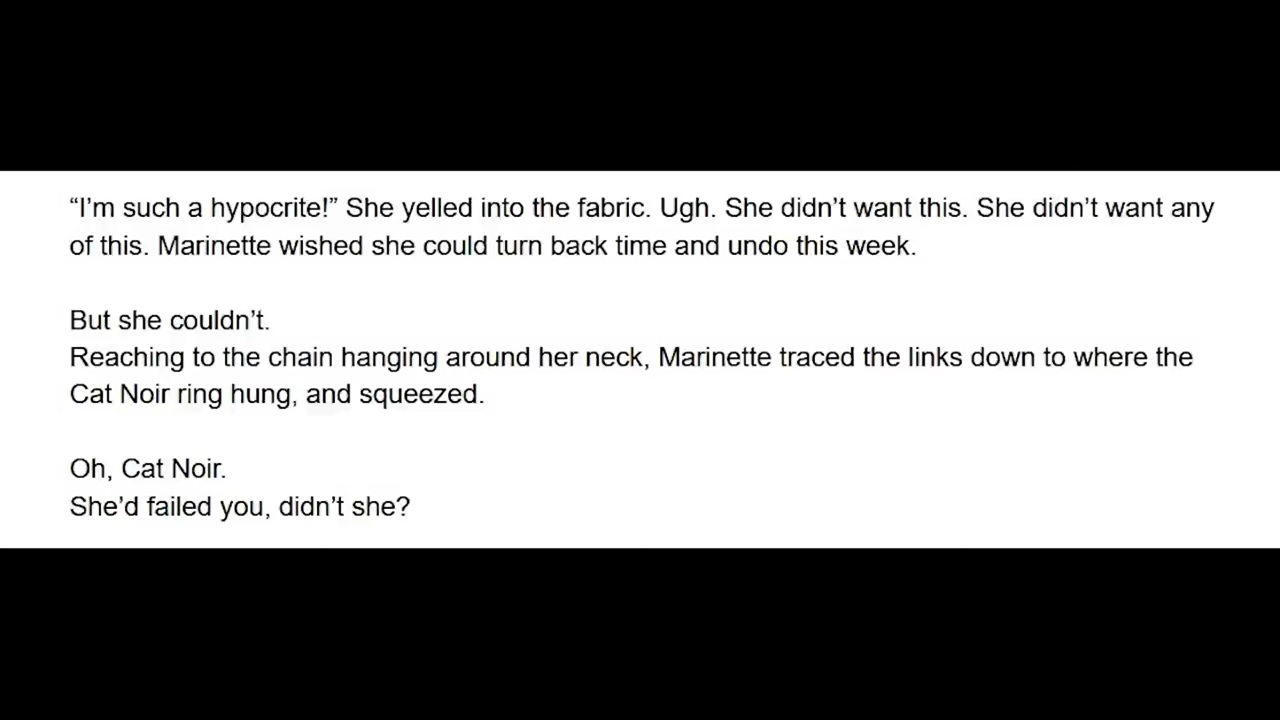 “I’m such a hypocrite!” She yelled into the fabric. Ugh. She didn’t want this. She didn’t want any
of this. Marinette wished she could turn back time and undo this week.
But she couldn’t.
Reaching to the chain hanging around her neck, Marinette traced the links down to where the
Cat Noir ring hung, and squeezed.
Oh, Cat Noir.
She’d failed you, didn’t she?